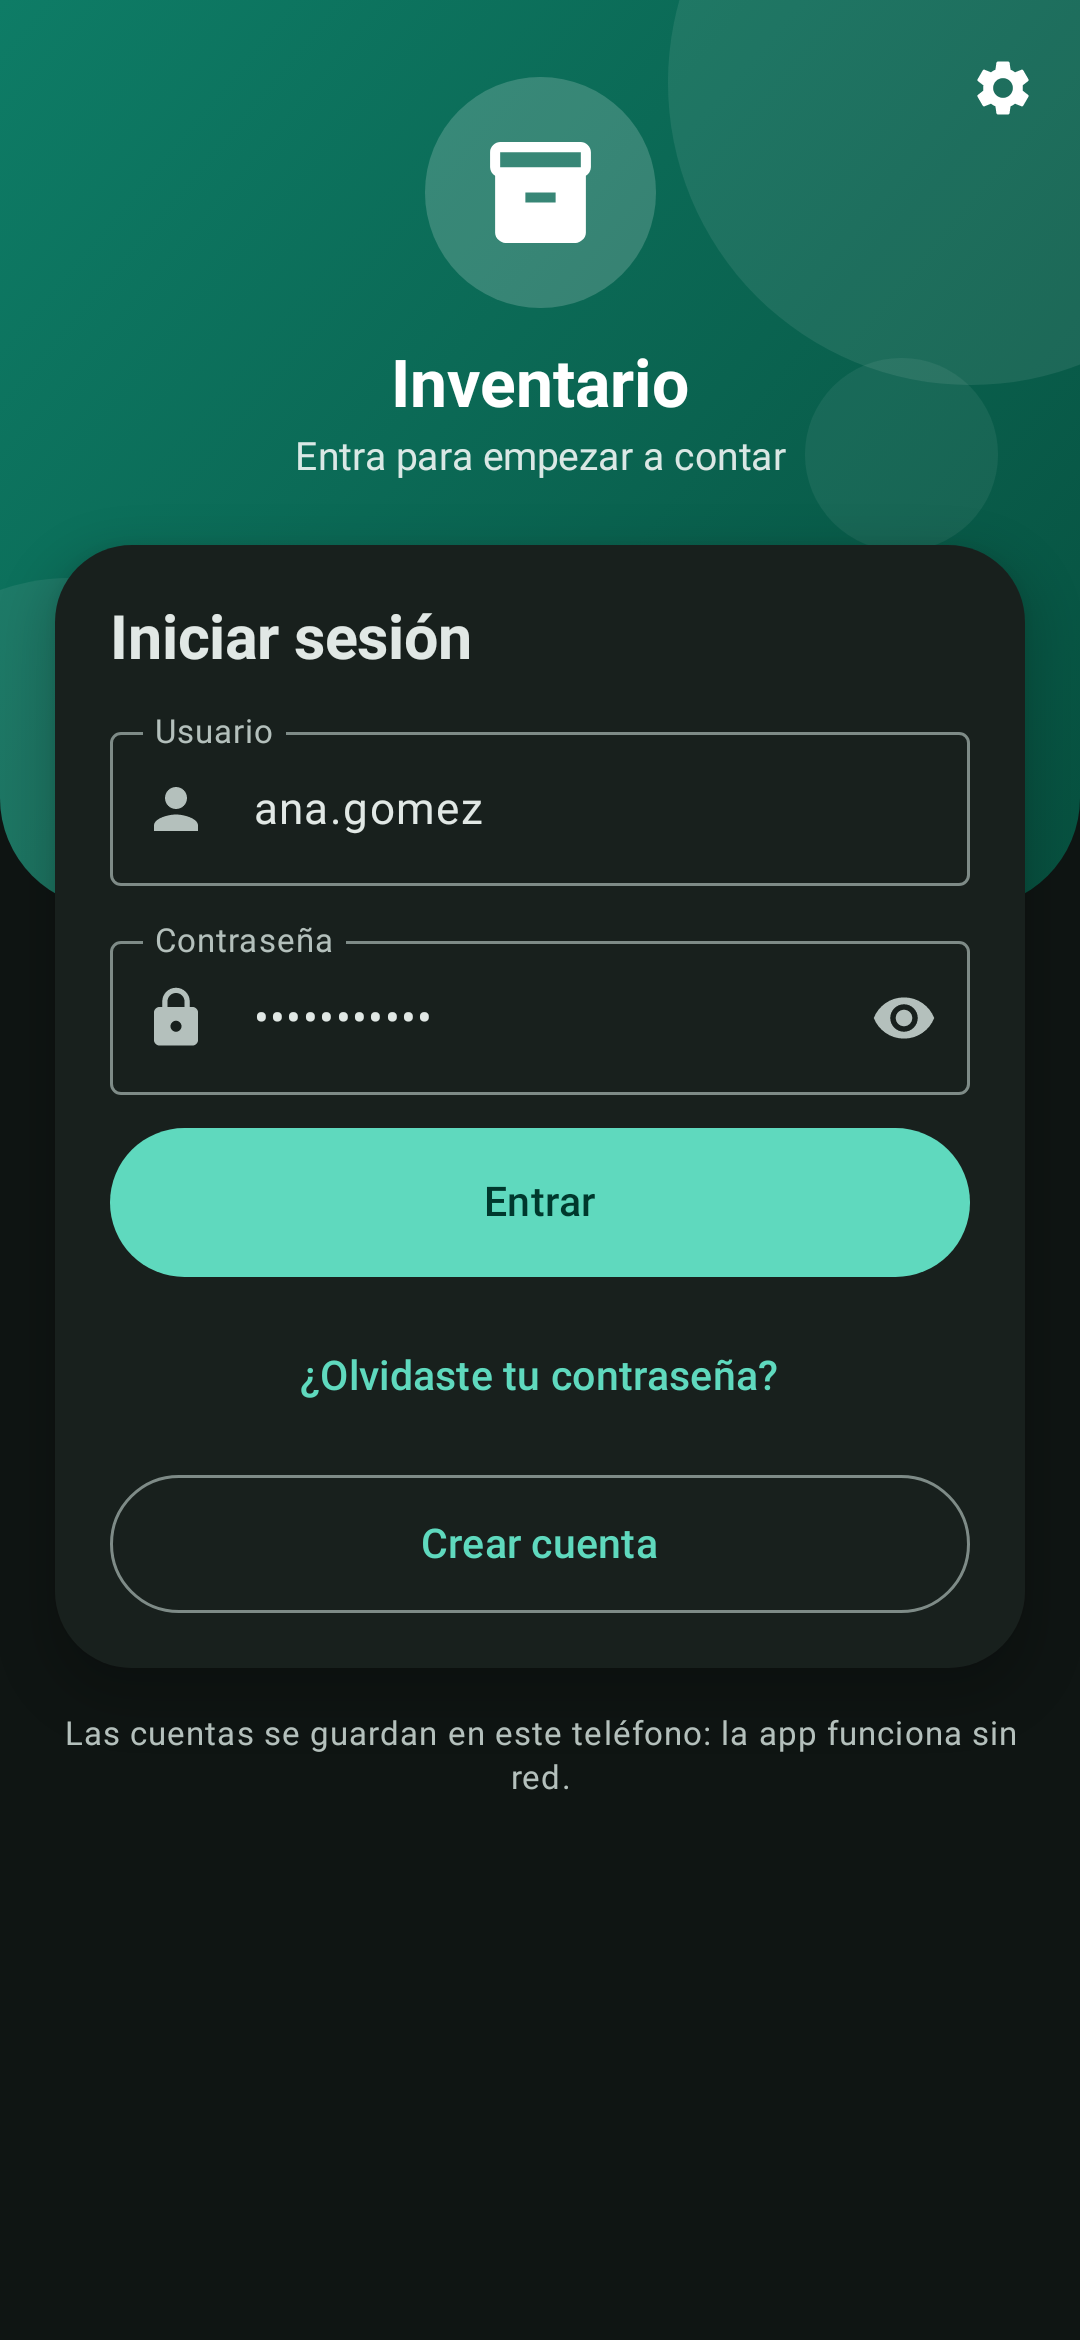 Inventario
Entra para empezar a contar
Iniciar sesión
Usuario
ana.gomez
Contraseña
•••••••••••
Entrar
¿Olvidaste tu contraseña?
Crear cuenta
Las cuentas se guardan en este teléfono: la app funciona sin
red.